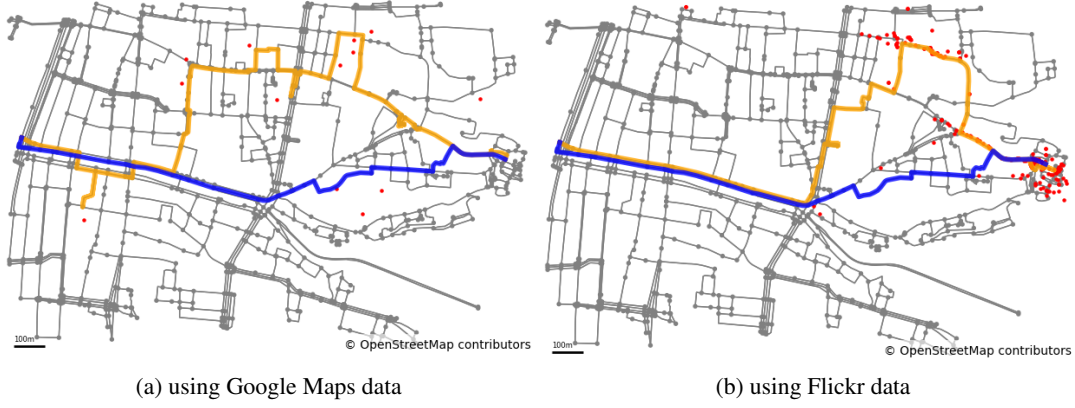 100m
© OpenStreetMap contributors
100m
© OpenStreetMap contributors
(a) using Google Maps data
(b) using Flickr data